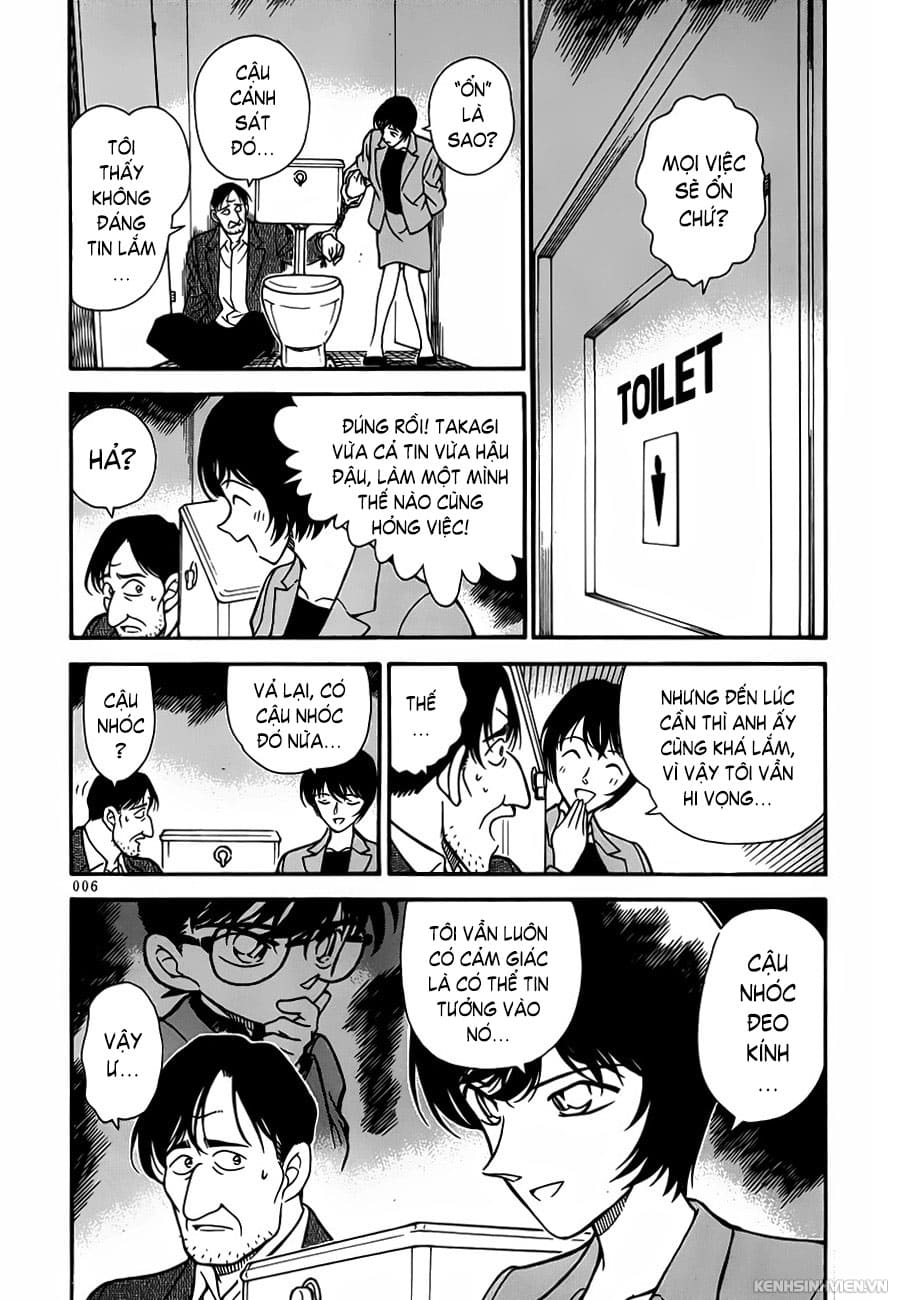 MỌI VIỆC
SẼ ỔN
CHỨ?
TOILET
"ỔN"
LÀ
SAO?
CẬU
CẢNH
SÁT
ĐÓ...
TÔI
THẤY
KHÔNG
ĐÁNG
TIN LẮM
...
ĐÚNG RỒI! TAKAGI
VỪA CẢ TIN VỪA HẬU
ĐẬU, LÀM MỘT MÌNH
THẾ NÀO CŨNG
HỎNG VIỆC!
HẢ?
NHƯNG ĐẾN LÚC
CẦN THÌ ANH ẤY
CŨNG KHÁ LẮM,
VÌ VẬY TÔI VẪN
HI VỌNG...
THẾ
...
VẢ LẠI, CÓ
CẬU NHÓC
ĐÓ NỮA...
CẬU
NHÓC
?
006
CẬU
NHÓC
ĐEO
KÍNH
...
TÔI VẪN LUÔN
CÓ CẢM GIÁC
LÀ CÓ THỂ TIN
TƯỞNG VÀO
NÓ...
VẬY
Ư...
KENHSINHVIEN.VN